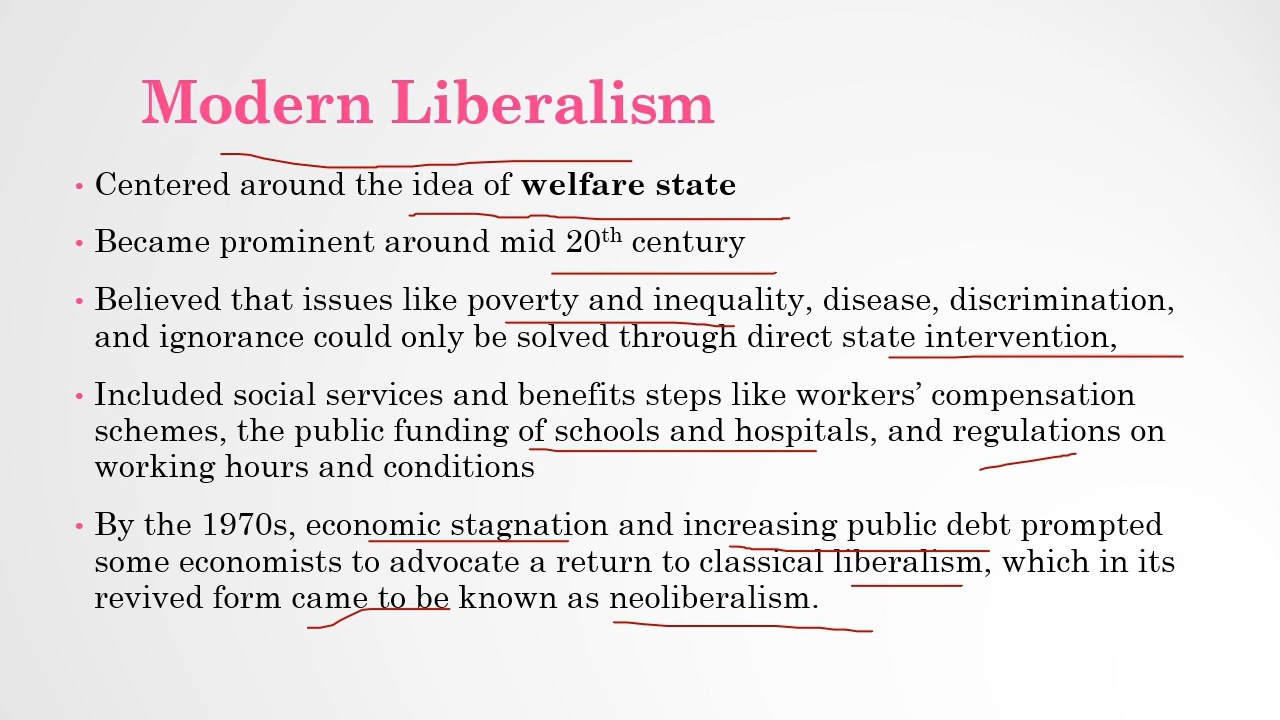 Modern Liberalism
• Centered around the idea of welfare state
• Became prominent around mid 20th century
• Believed that issues like poverty and inequality, disease, discrimination,
and ignorance could only be solved through direct state intervention,
• Included social services and benefits steps like workers’ compensation
schemes, the public funding of schools and hospitals, and regulations on
working hours and conditions
• By the 1970s, economic stagnation and increasing public debt prompted
some economists to advocate a return to classical liberalism, which in its
revived form came to be known as neoliberalism.